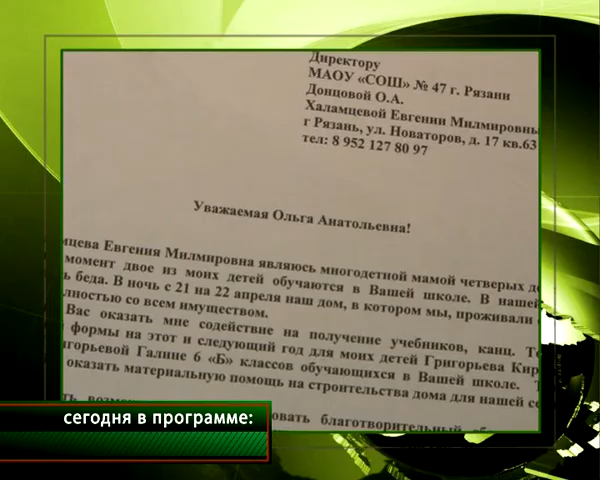 Директору
МАОУ «СОШ» № 47 г. Рязани
Донцовой О.А.
Халамцевой Евгении Милмировны
г Рязань, ул. Новаторов, д. 17 кв.63
тел: 8 952 127 80 97
Уважаемая Ольга Анатольевна!
мцева Евгения Милмировна являюсь многодетной мамой четверых д
момент двое из моих детей обучаются в Вашей школе. В нашей
ь беда. В ночь с 21 на 22 апреля наш дом, в котором мы, проживали
лностью со всем имуществом.
Вас оказать мне содействие на получение учебников, канц. Т
формы на этот и следующий год для моих детей Григорьева Кир
игорьевой Галине 6 «Б» классов обучающихся в Вашей школе.
оказать материальную помощь на строительства дома для нашей се
благотворительный
сегодня в программе: